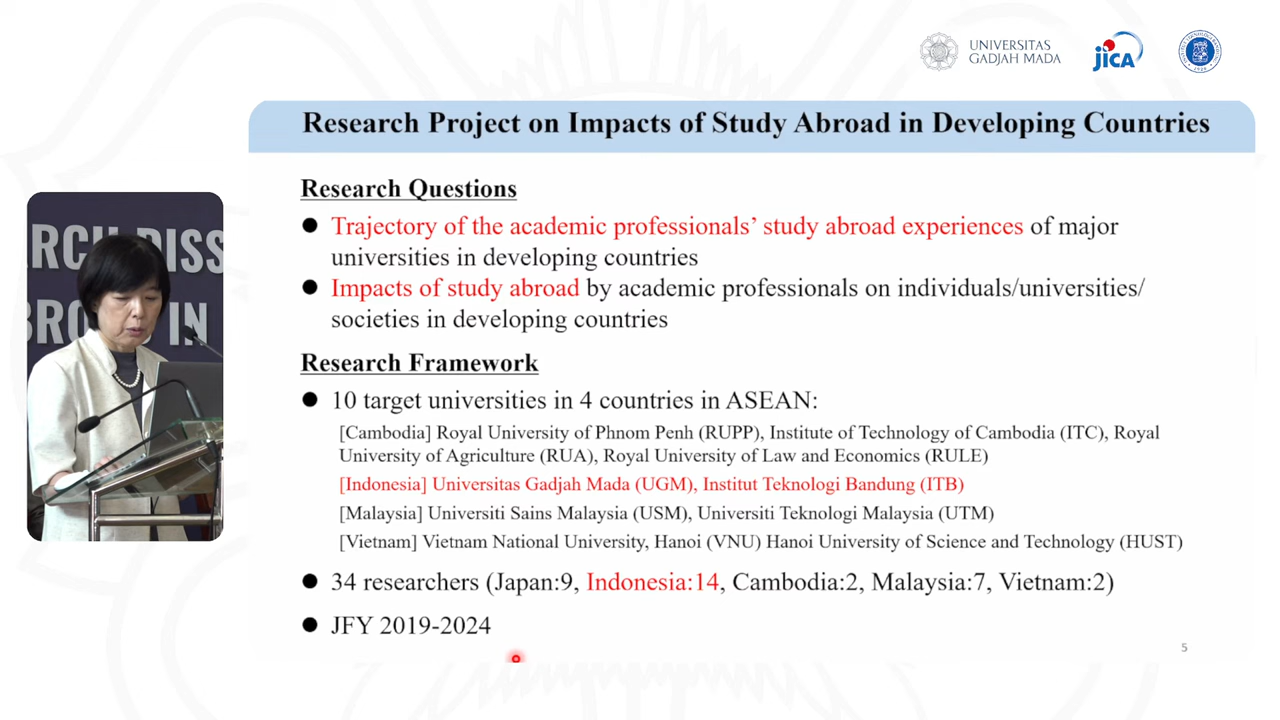 UNIVERSITAS
GADJAH MADA
JICA
Research Project on Impacts of Study Abroad in Developing Countries
Research Questions
● Trajectory of the academic professionals' study abroad experiences of major
universities in developing countries
● Impacts of study abroad by academic professionals on individuals/universities/
societies in developing countries
Research Framework
● 10 target universities in 4 countries in ASEAN:
[Cambodia] Royal University of Phnom Penh (RUPP), Institute of Technology of Cambodia (ITC), Royal
University of Agriculture (RUA), Royal University of Law and Economics (RULE)
[Indonesia] Universitas Gadjah Mada (UGM), Institut Teknologi Bandung (ITB)
[Malaysia] Universiti Sains Malaysia (USM), Universiti Teknologi Malaysia (UTM)
[Vietnam] Vietnam National University, Hanoi (VNU) Hanoi University of Science and Technology (HUST)
● 34 researchers (Japan:9, Indonesia:14, Cambodia:2, Malaysia:7, Vietnam:2)
● JFY 2019-2024
5
RCH DISS
BRO IN